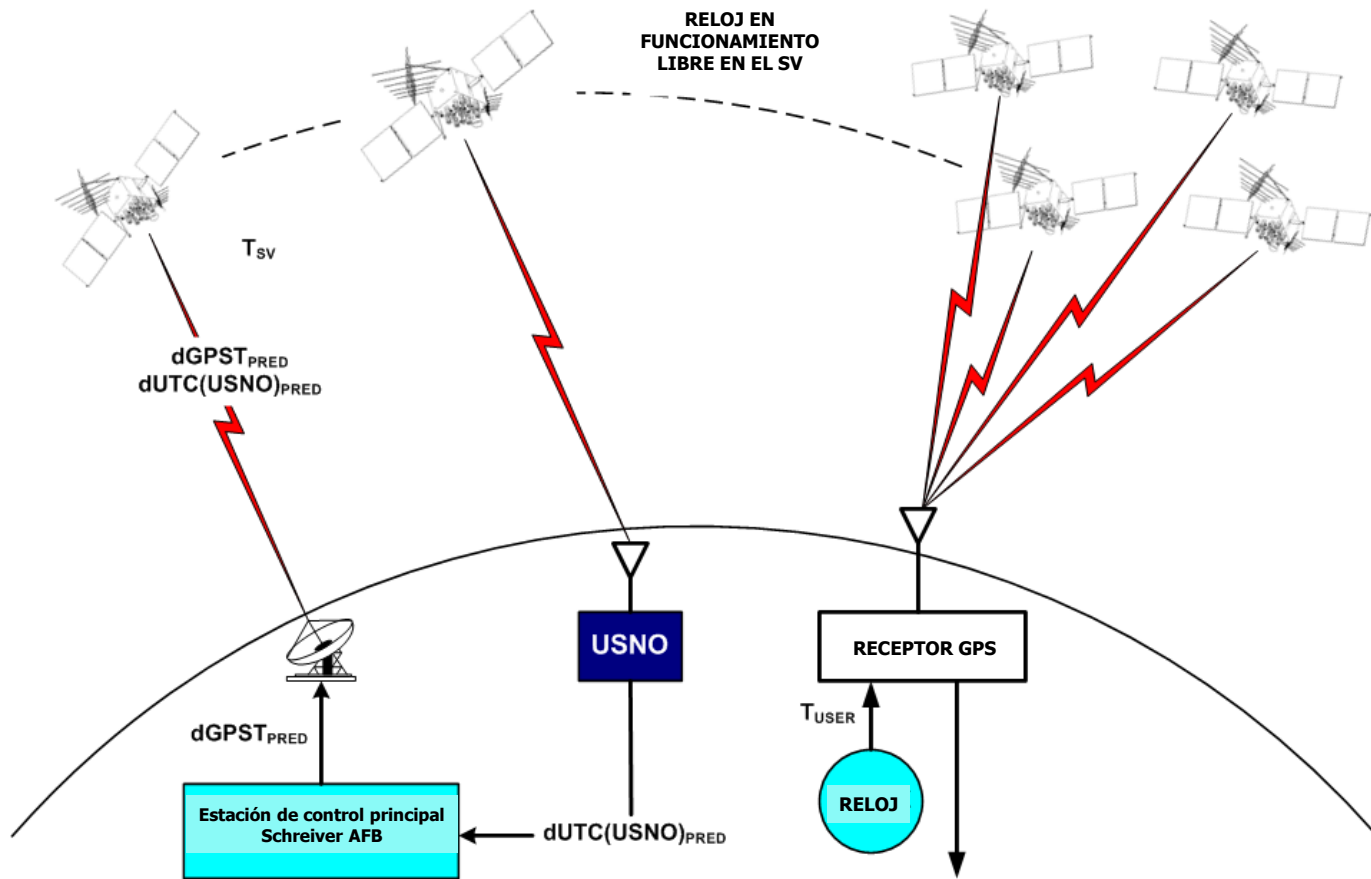 RELOJ EN
FUNCIONAMIENTO
LIBRE EN EL SV
TSV
dGPSTPRED
dUTC(USNO)PRED
USNO
RECEPTOR GPS
dGPSTPRED
TUSER
Estación de control principal
Schreiver AFB
dUTC(USNO)PRED
RELOJ